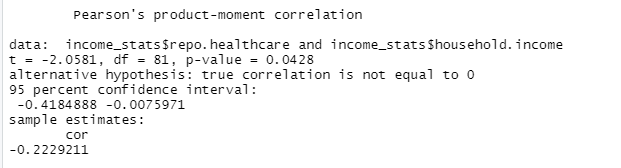 Pearson's product-moment correlation
data: income_stats$repo.healthcare and income_stats$household.income
t = -2.0581, df = 81, p-value = 0.0428
alternative hypothesis: true correlation is not equal to 0
95 percent confidence interval:
-0.4184888 -0.0075971
sample estimates:
cor
-0.2229211